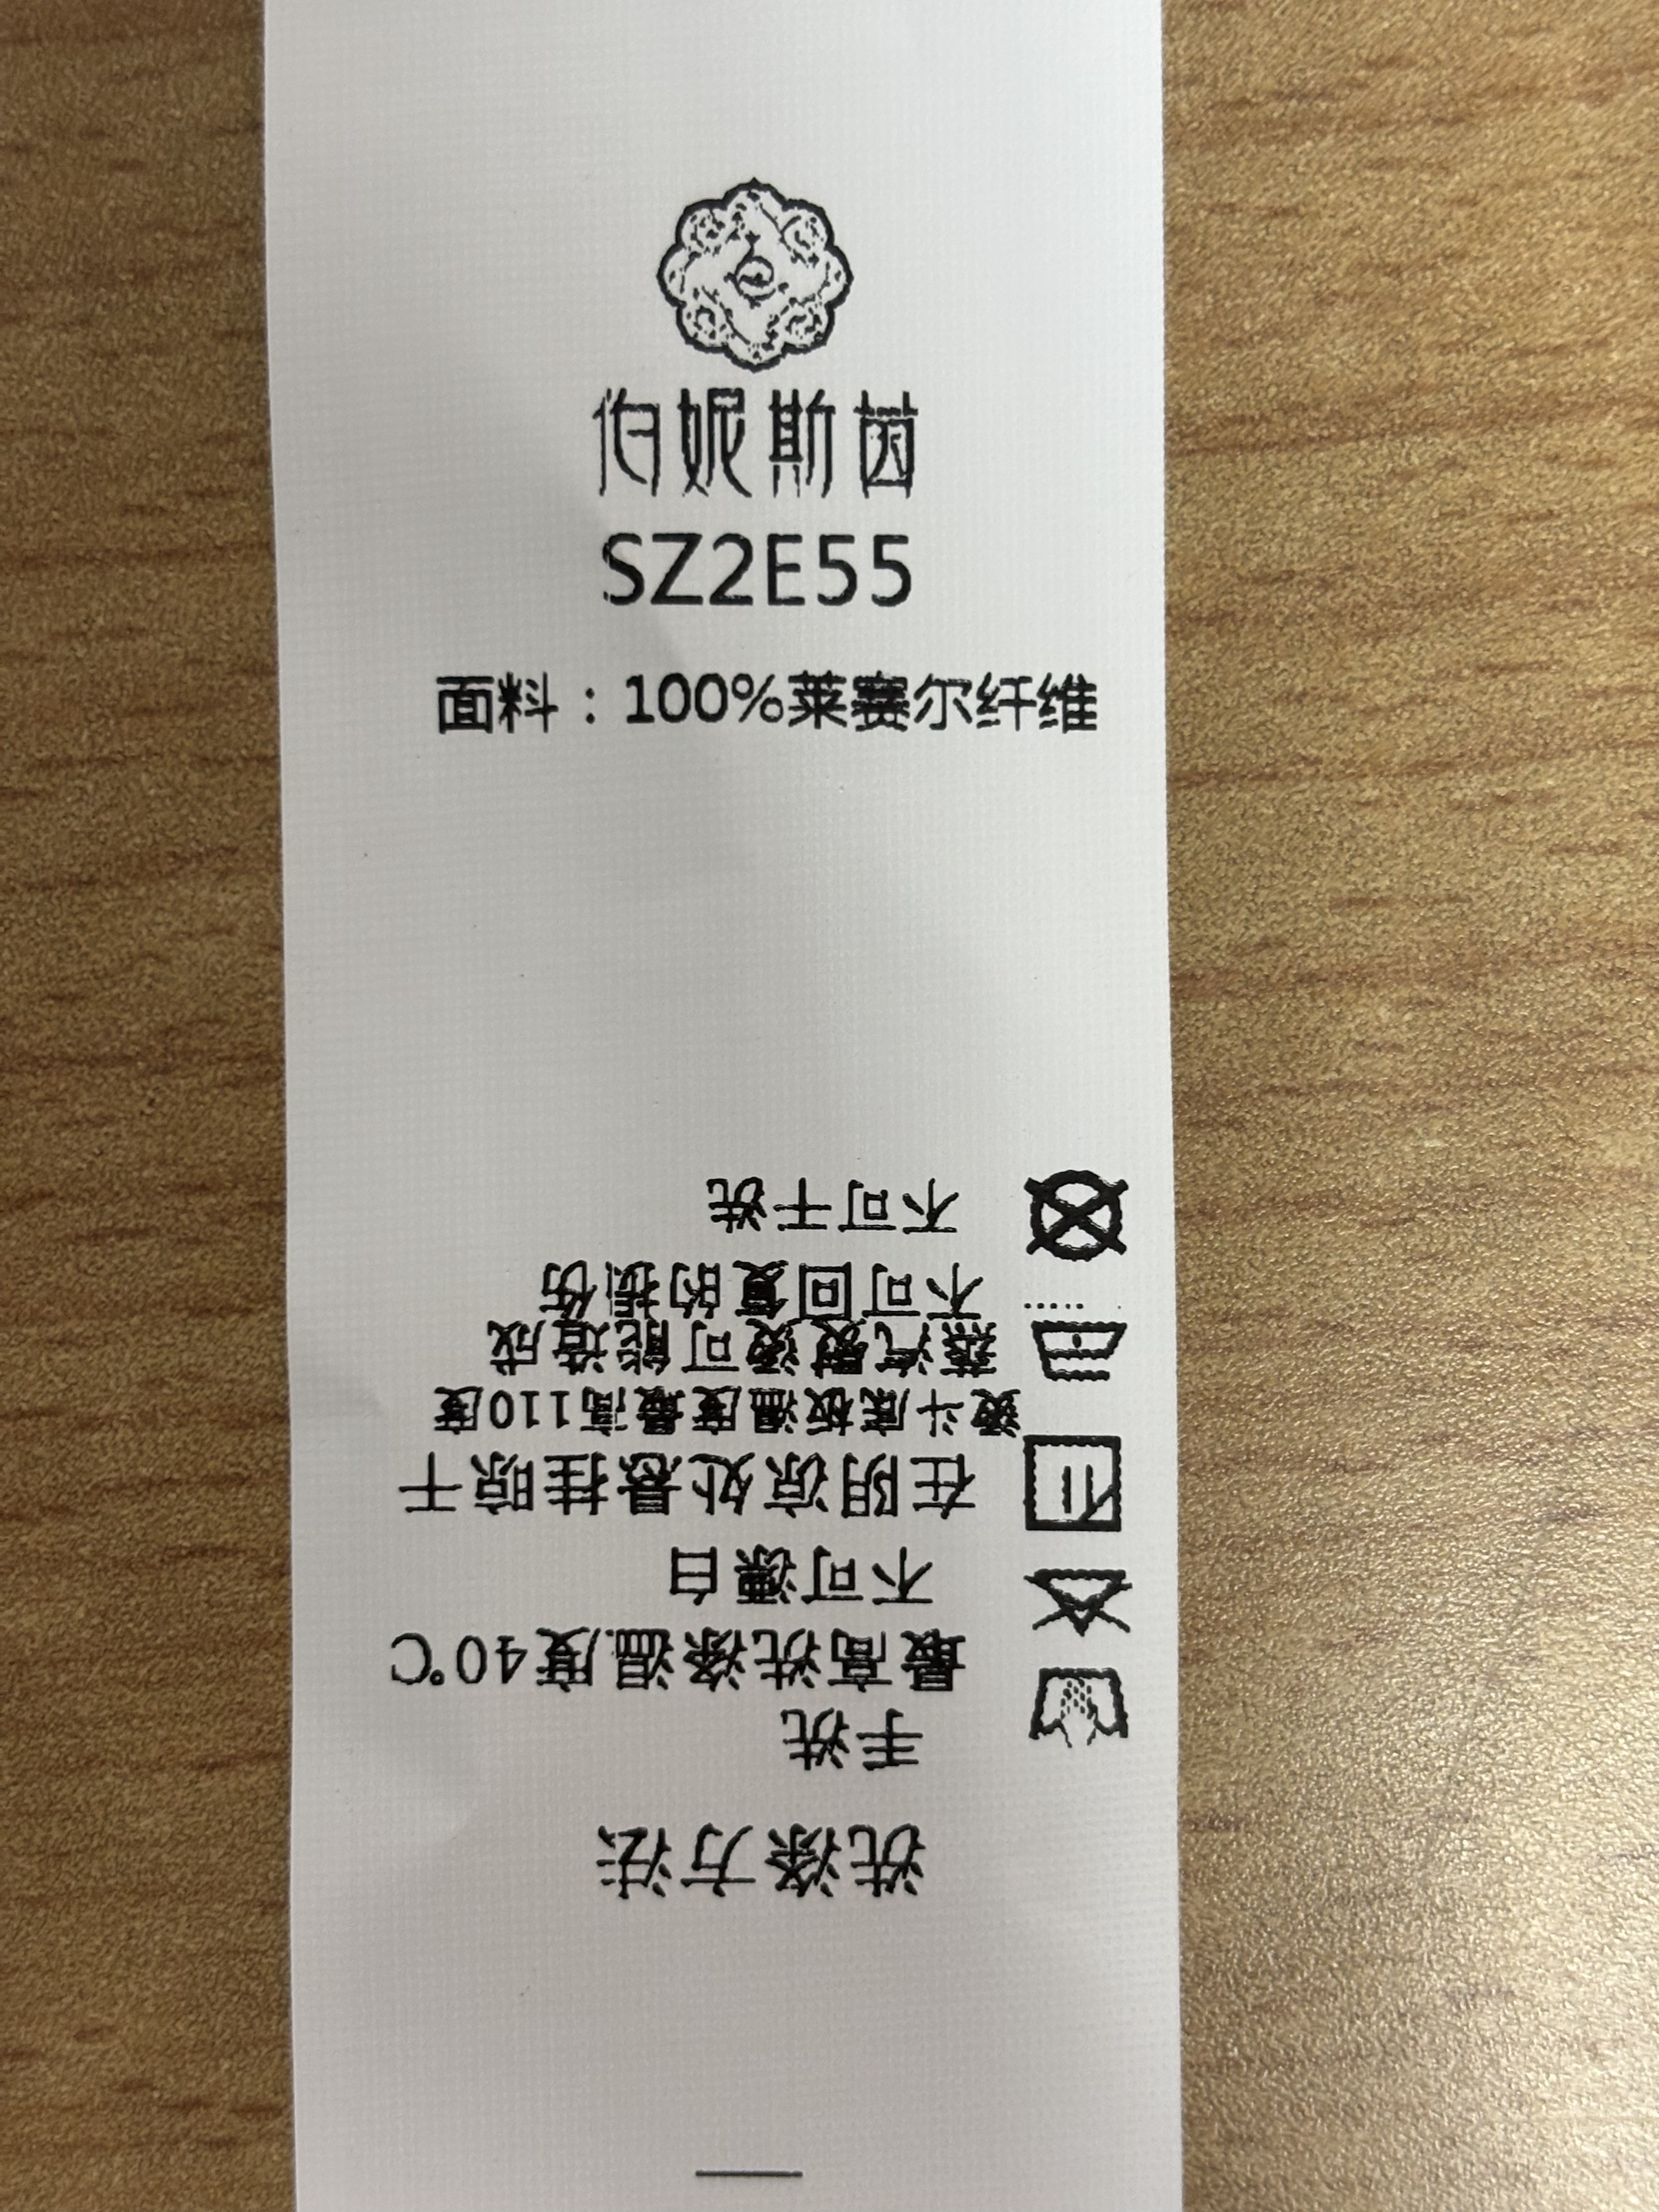 伯妮斯茵
SZ2E55
面料：100%莱赛尔纤维
洗涤方法
手洗
最高洗涤温度40℃
不可漂白
在阴凉处悬挂晾干
熨斗底板温度最高110度
蒸汽熨烫可能造成
不可回复的损伤
不可干洗